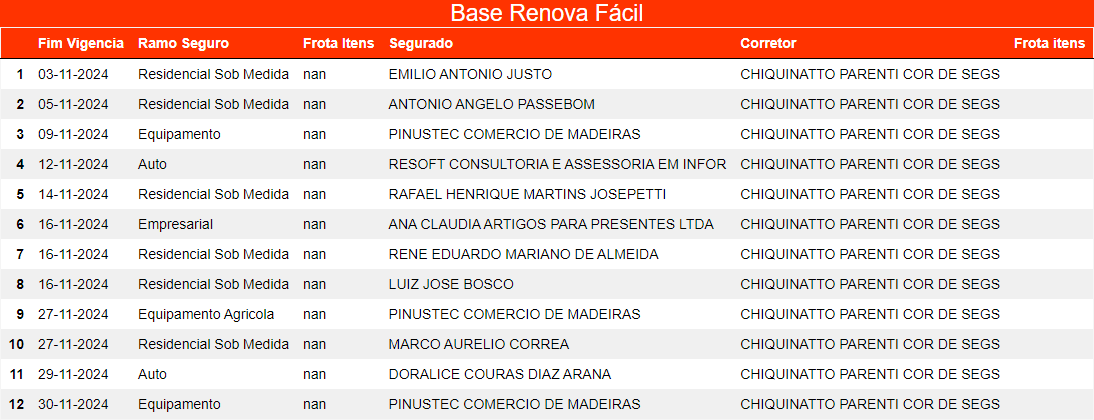 Base Renova Fácil
Fim Vigencia Ramo Seguro Frota Itens Segurado Corretor Frota itens
1 03-11-2024 Residencial Sob Medida nan EMILIO ANTONIO JUSTO CHIQUINATTO PARENTI COR DE SEGS
2 05-11-2024 Residencial Sob Medida nan ANTONIO ANGELO PASSEBOM CHIQUINATTO PARENTI COR DE SEGS
3 09-11-2024 Equipamento nan PINUSTEC COMERCIO DE MADEIRAS CHIQUINATTO PARENTI COR DE SEGS
4 12-11-2024 Auto nan RESOFT CONSULTORIA E ASSESSORIA EM INFOR CHIQUINATTO PARENTI COR DE SEGS
5 14-11-2024 Residencial Sob Medida nan RAFAEL HENRIQUE MARTINS JOSEPETTI CHIQUINATTO PARENTI COR DE SEGS
6 16-11-2024 Empresarial nan ANA CLAUDIA ARTIGOS PARA PRESENTES LTDA CHIQUINATTO PARENTI COR DE SEGS
7 16-11-2024 Residencial Sob Medida nan RENE EDUARDO MARIANO DE ALMEIDA CHIQUINATTO PARENTI COR DE SEGS
8 16-11-2024 Residencial Sob Medida nan LUIZ JOSE BOSCO CHIQUINATTO PARENTI COR DE SEGS
9 27-11-2024 Equipamento Agricola nan PINUSTEC COMERCIO DE MADEIRAS CHIQUINATTO PARENTI COR DE SEGS
10 27-11-2024 Residencial Sob Medida nan MARCO AURELIO CORREA CHIQUINATTO PARENTI COR DE SEGS
11 29-11-2024 Auto nan DORALICE COURAS DIAZ ARANA CHIQUINATTO PARENTI COR DE SEGS
12 30-11-2024 Equipamento nan PINUSTEC COMERCIO DE MADEIRAS CHIQUINATTO PARENTI COR DE SEGS